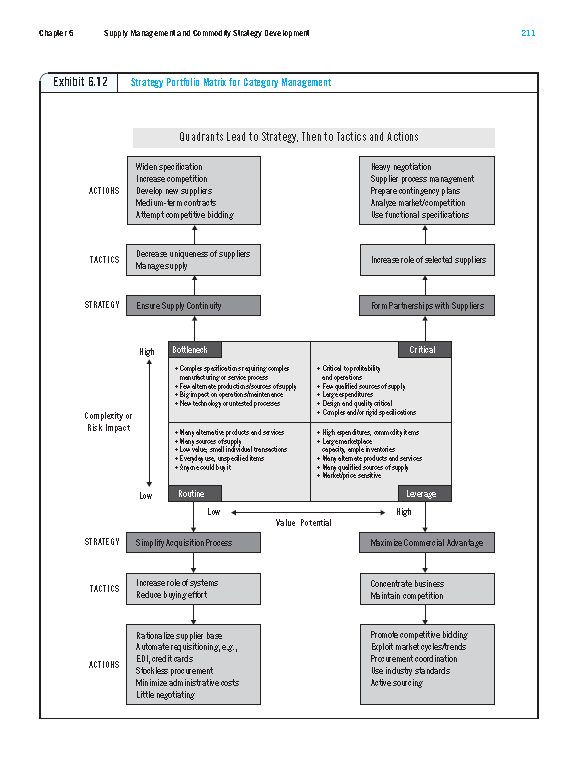 Chapter 6 Supply Management and Commodity Strategy Development 211
Exhibit 6.12 Strategy Portfolio Matrix for Category Management
Quadrants Lead to Strategy, Then to Tactics and Actions
ACTIONS
Widen specification
Increase competition
Develop new suppliers
Medium-term contracts
Attempt competitive bidding
Heavy negotiation
Supplier process management
Prepare contingency plans
Analyze market/competition
Use functional specifications
TACTICS
Decrease uniqueness of suppliers
Manage supply
Increase role of selected suppliers
STRATEGY
Ensure Supply Continuity
Form Partnerships with Suppliers
High
Complexity or
Risk Impact
Low
Bottleneck
• Complex specifications requiring complex
manufacturing or service process
• Few alternate productions/sources of supply
• Big impact on operations/maintenance
• New technology or untested processes
Critical
• Critical to profitability
and operations
• Few qualified sources of supply
• Large expenditures
• Design and quality critical
• Complex and/or rigid specifications
• Many alternative products and services
• Many sources of supply
• Low value, small individual transactions
• Everyday use, unspecified items
• Anyone could buy it
Routine
• High expenditures, commodity items
• Large marketplace
capacity, ample inventories
• Many alternate products and services
• Many qualified sources of supply
• Market/price sensitive
Leverage
Low High
Value Potential
STRATEGY
Simplify Acquisition Process
Maximize Commercial Advantage
TACTICS
Increase role of systems
Reduce buying effort
Concentrate business
Maintain competition
ACTIONS
Rationalize supplier base
Automate requisitioning, e.g.,
EDI, credit cards
Stockless procurement
Minimize administrative costs
Little negotiating
Promote competitive bidding
Exploit market cycles/trends
Procurement coordination
Use industry standards
Active sourcing